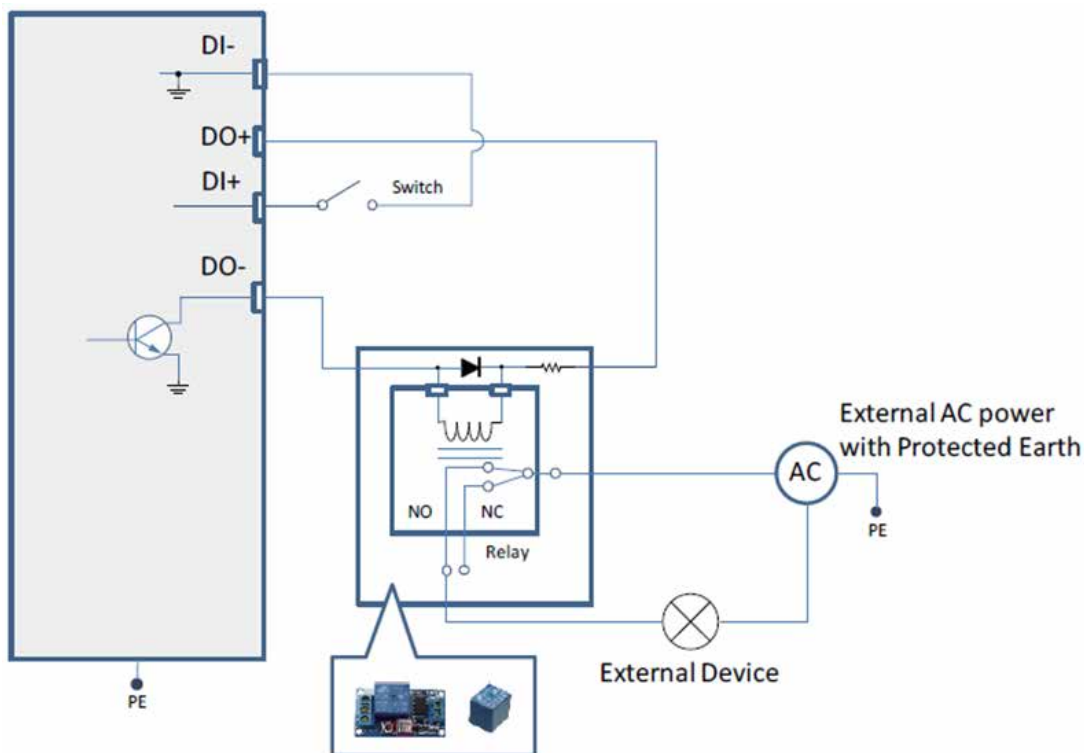 DI-
DO+
DI+
Switch
DO-
External AC power
with Protected Earth
AC
NO
NC
PE
Relay
External Device
PE